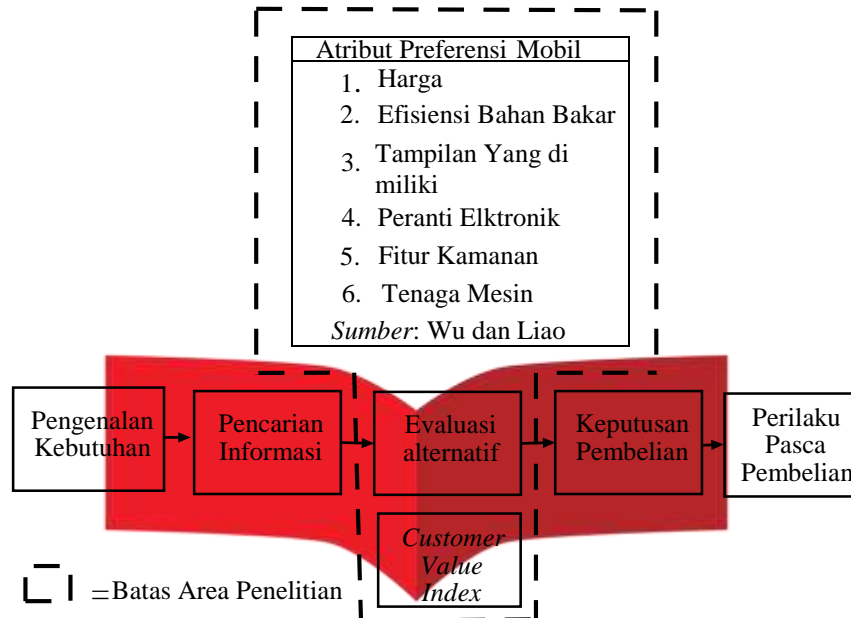 Atribut Preferensi Mobil
1. Harga
2. Efisiensi Bahan Bakar
3. Tampilan Yang di
miliki
4. Peranti Elktronik
5. Fitur Kamanan
6. Tenaga Mesin
Sumber: Wu dan Liao
Pengenalan
Kebutuhan
Pencarian
Informasi
Evaluasi
alternatif
Keputusan
Pembelian
Perilaku
Pasca
Pembelian
Customer
Value
Index
=Batas Area Penelitian